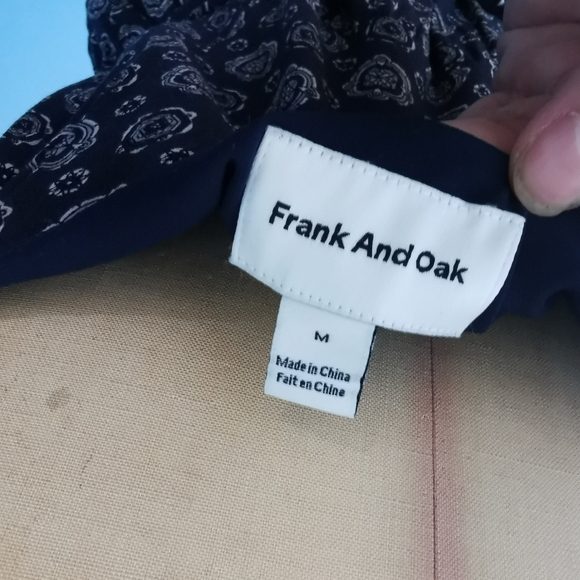 Frank And Oak
M
Made in China
Fait en Chine